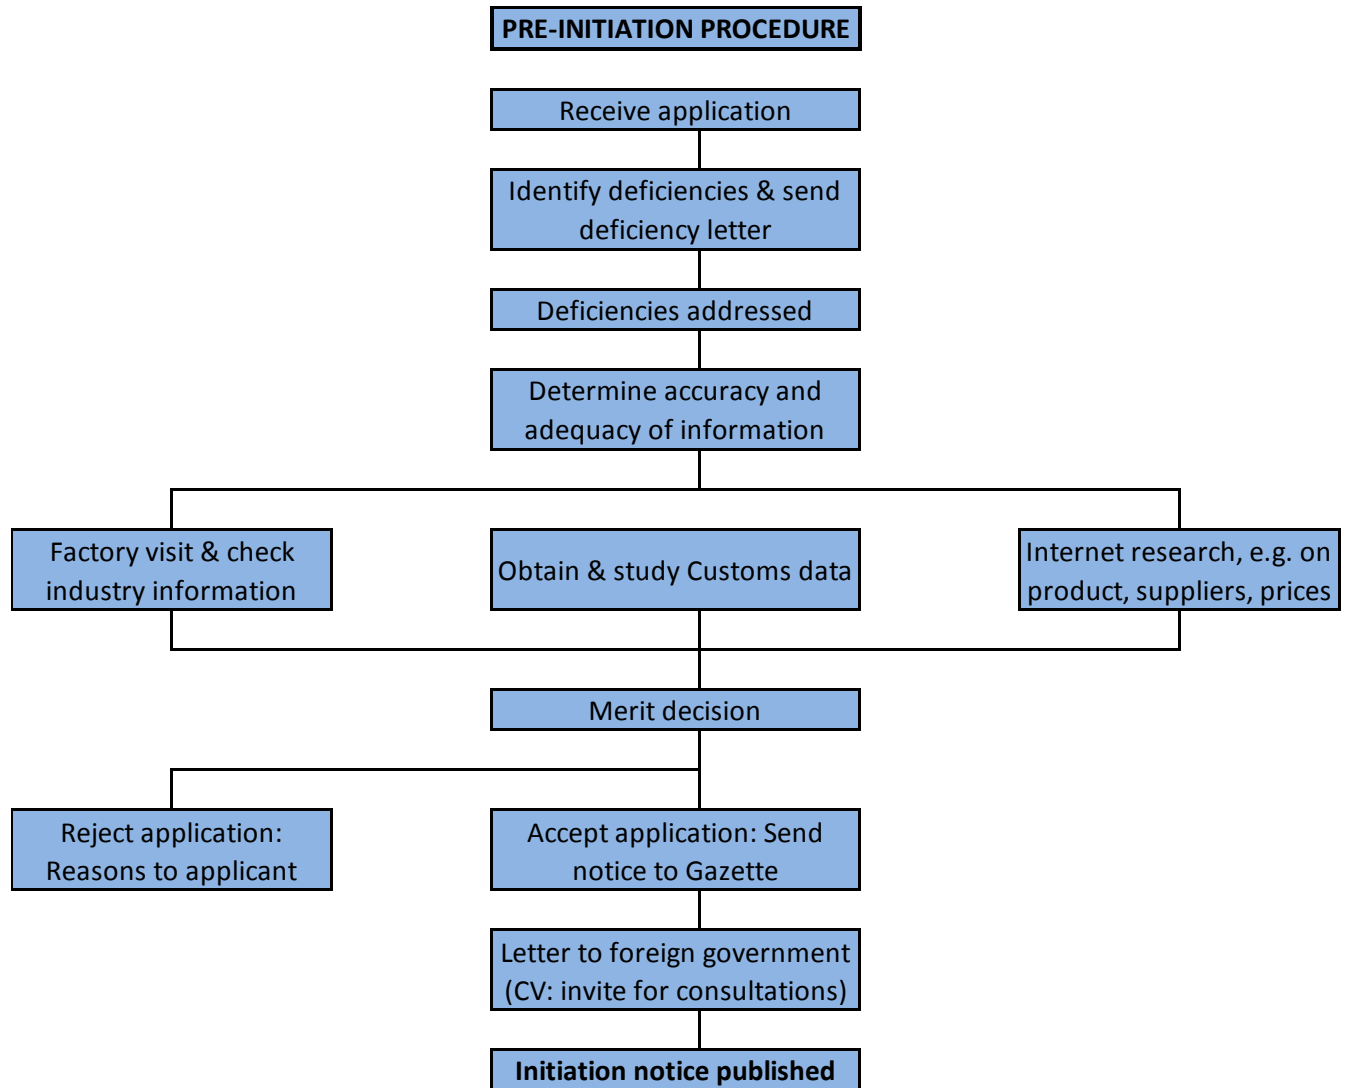 PRE-INITIATION PROCEDURE
Receive application
Identify deficiencies & send
deficiency letter
Deficiencies addressed
Determine accuracy and
adequacy of information
Factory visit & check
industry information
Obtain & study Customs data
Internet research, e.g. on
product, suppliers, prices
Merit decision
Reject application:
Reasons to applicant
Accept application: Send
notice to Gazette
Letter to foreign government
(CV: invite for consultations)
Initiation notice published